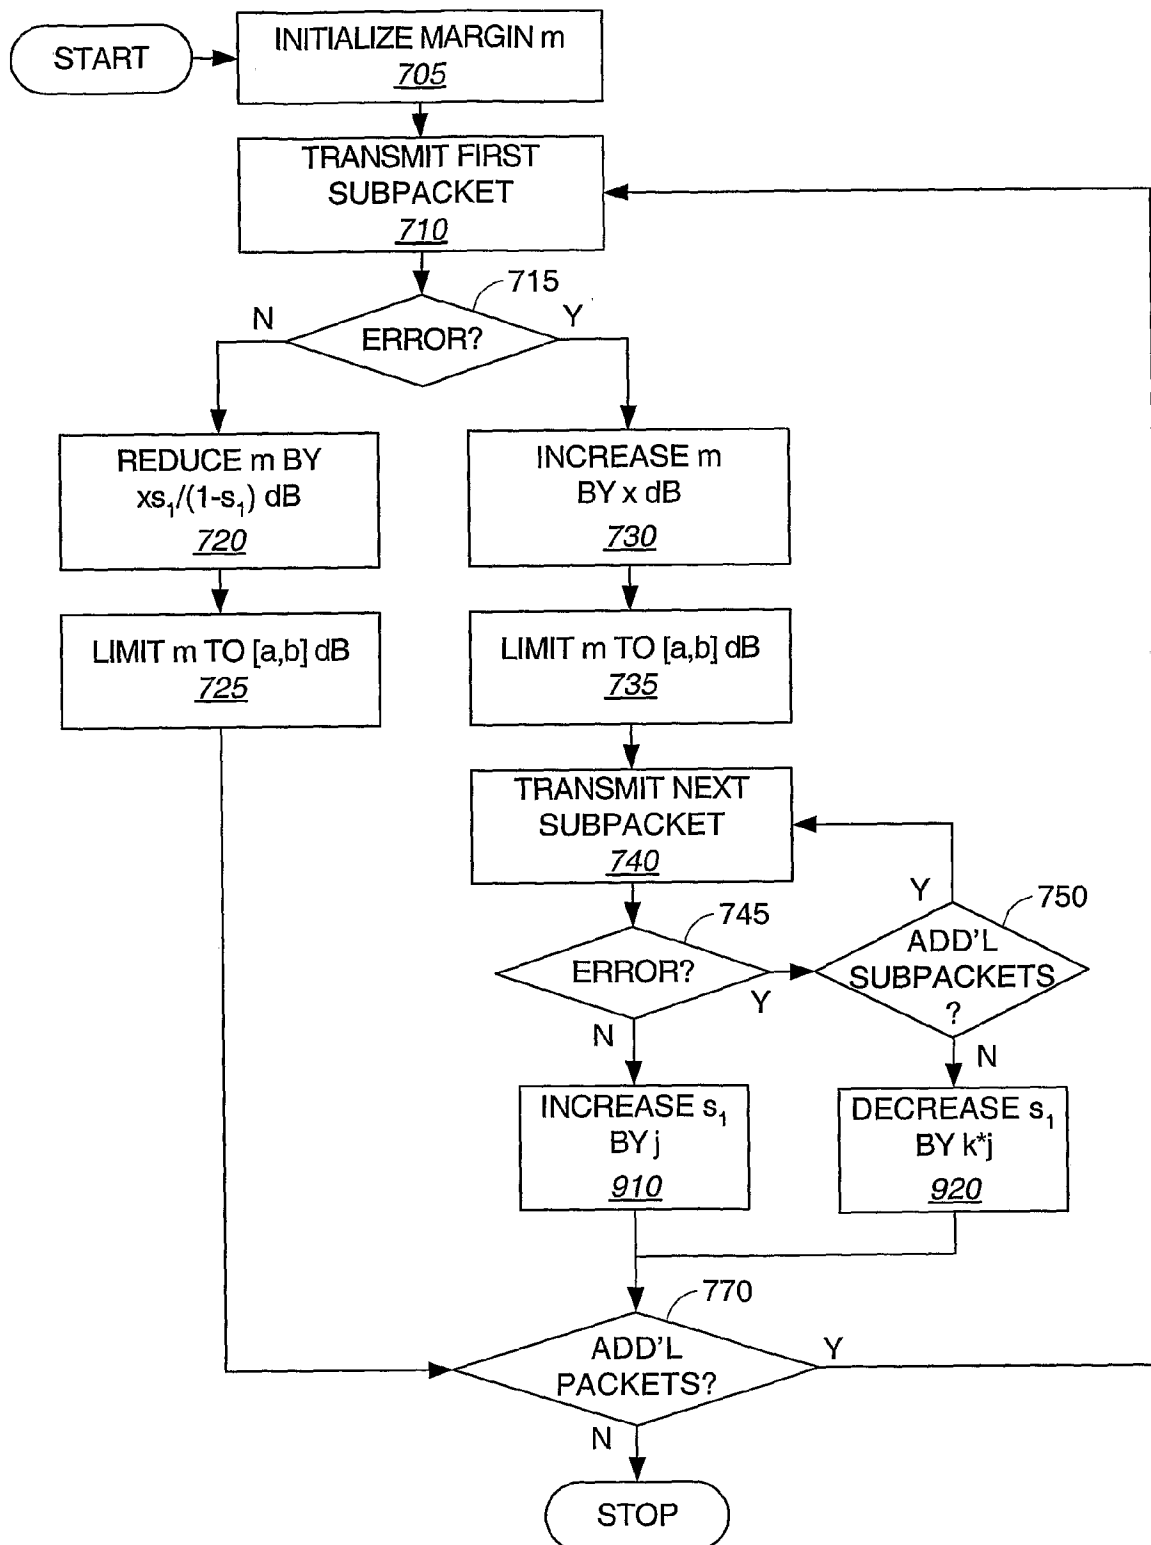 START
INITIALIZE MARGIN m
705
TRANSMIT FIRST
SUBPACKET
710
715
N
ERROR?
Y
REDUCE m BY
xs₁/(1-s₁) dB
720
INCREASE m
BY x dB
730
LIMIT m TO [a,b] dB
725
LIMIT m TO [a,b] dB
735
TRANSMIT NEXT
SUBPACKET
740
745
ERROR?
Y
N
Y
750
ADD'L
SUBPACKETS
?
N
INCREASE s₁
BY j
910
DECREASE s₁
BY k*j
920
770
ADD'L
PACKETS?
Y
N
STOP